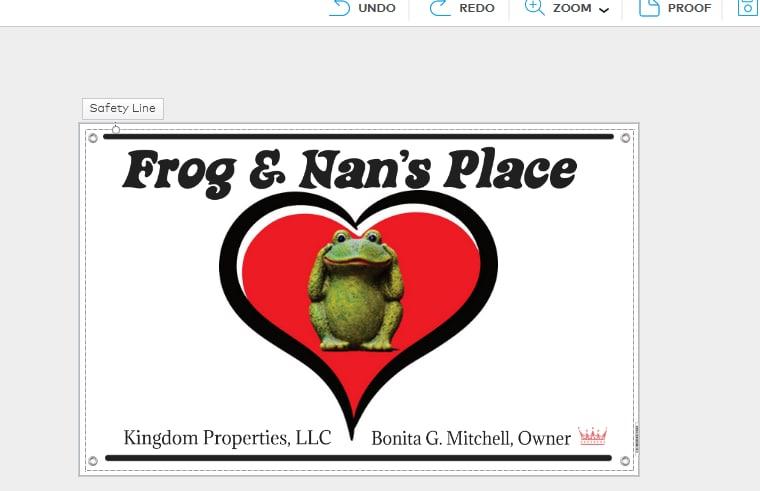 UNDO REDO ZOOM PROOF
Safety Line
Frog & Nan's Place
Kingdom Properties, LLC Bonita G. Mitchell, Owner